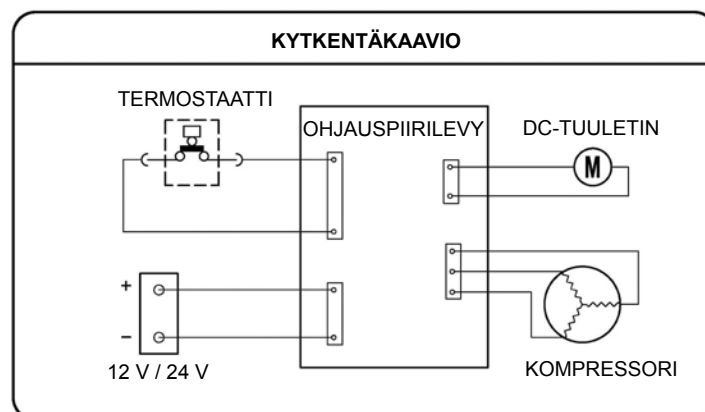 KYTKENTÄKAAVIO
TERMOSTAATTI
OHJAUSPIIRILEVY
DC-TUULETIN
M
+
−
12 V / 24 V
KOMPRESSORI